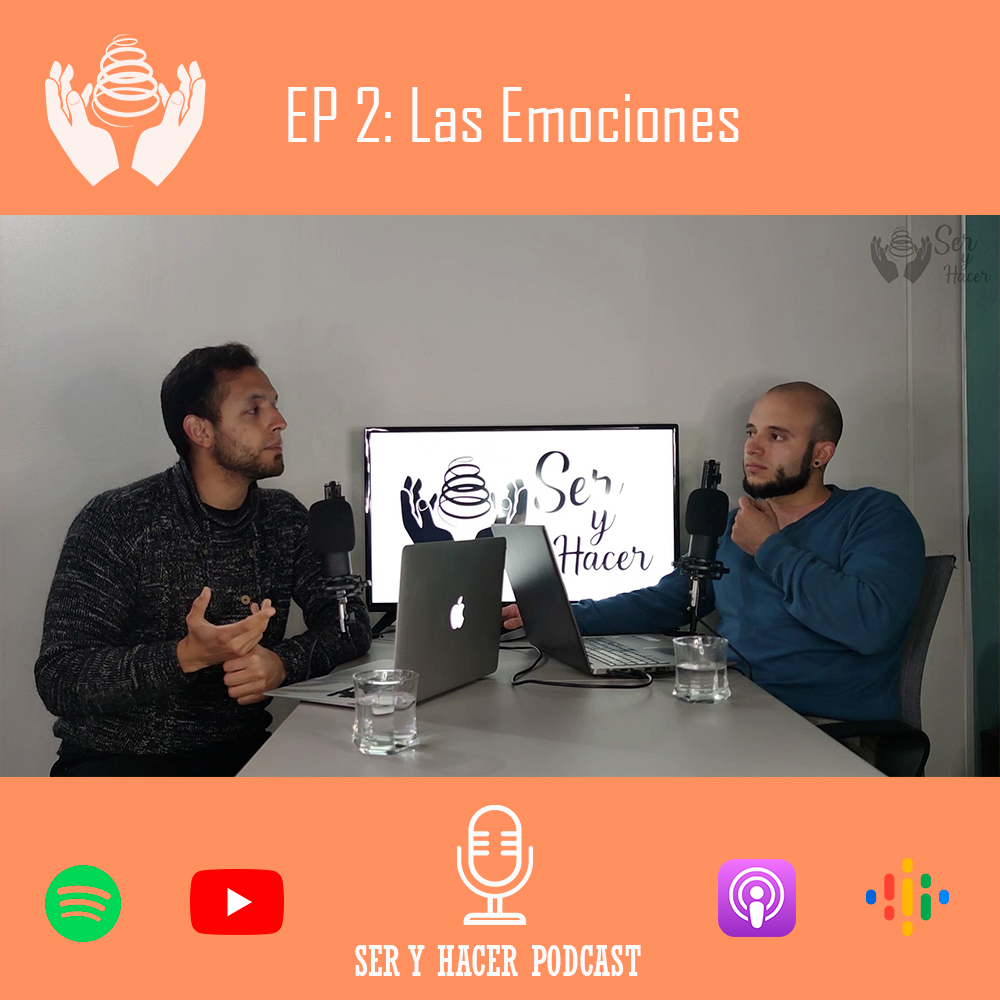 EP 2: Las Emociones
Ser
y
Hacer
Ser
y
Hacer
SER Y HACER PODCAST